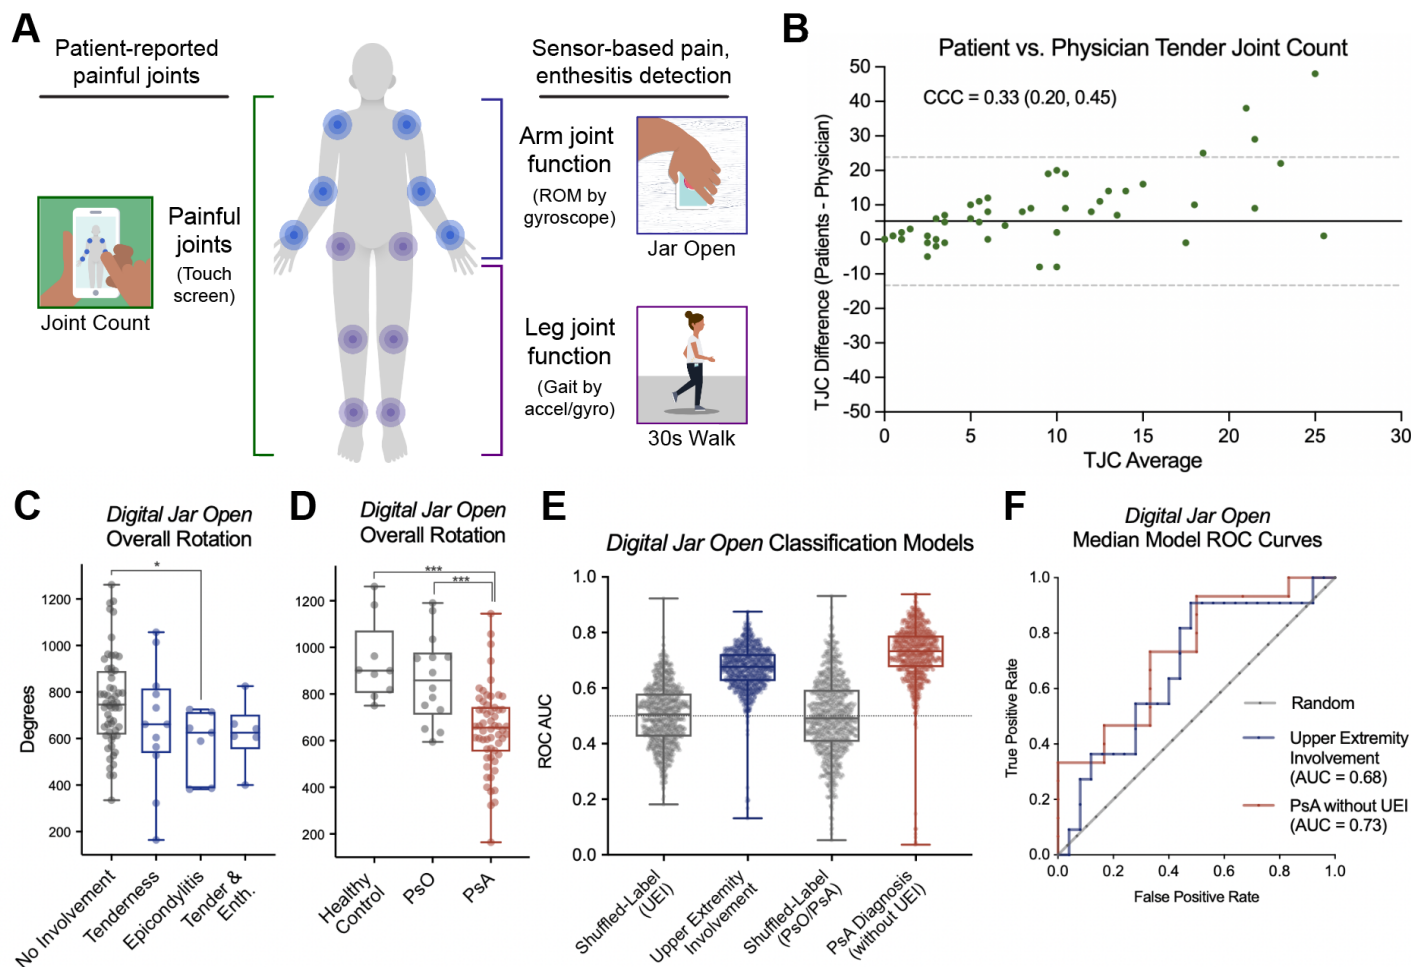 A
Patient-reported
painful joints
Sensor-based pain,
enthesitis detection
Painful
joints
(Touch
screen)
Joint Count
Arm joint
function
(ROM by
gyroscope)
Jar Open
Leg joint
function
(Gait by
accel/gyro)
30s Walk
B
Patient vs. Physician Tender Joint Count
CCC = 0.33 (0.20, 0.45)
TJC Difference (Patients - Physician)
50
40
30
20
10
0
-10
-20
-30
-40
-50
0 5 10 15 20 25 30
TJC Average
C
Digital Jar Open
Overall Rotation
*
Degrees
1200
1000
800
600
400
200
No Involvement
Tenderness
Epicondylitis
Tender &
Enth.
D
Digital Jar Open
Overall Rotation
***
***
1200
1000
800
600
400
200
Healthy
Control
PsO
PsA
E
Digital Jar Open Classification Models
ROC AUC
1.0
0.8
0.6
0.4
0.2
0.0
Shuffled-Label
(UEI)
Upper Extremity
Involvement
Shuffled-Label
(PsO/PsA)
PsA Diagnosis
(without UEI)
F
Digital Jar Open
Median Model ROC Curves
True Positive Rate
1.0
0.8
0.6
0.4
0.2
0.0
Random
Upper Extremity
Involvement
(AUC = 0.68)
PsA without UEI
(AUC = 0.73)
0.0 0.2 0.4 0.6 0.8 1.0
False Positive Rate